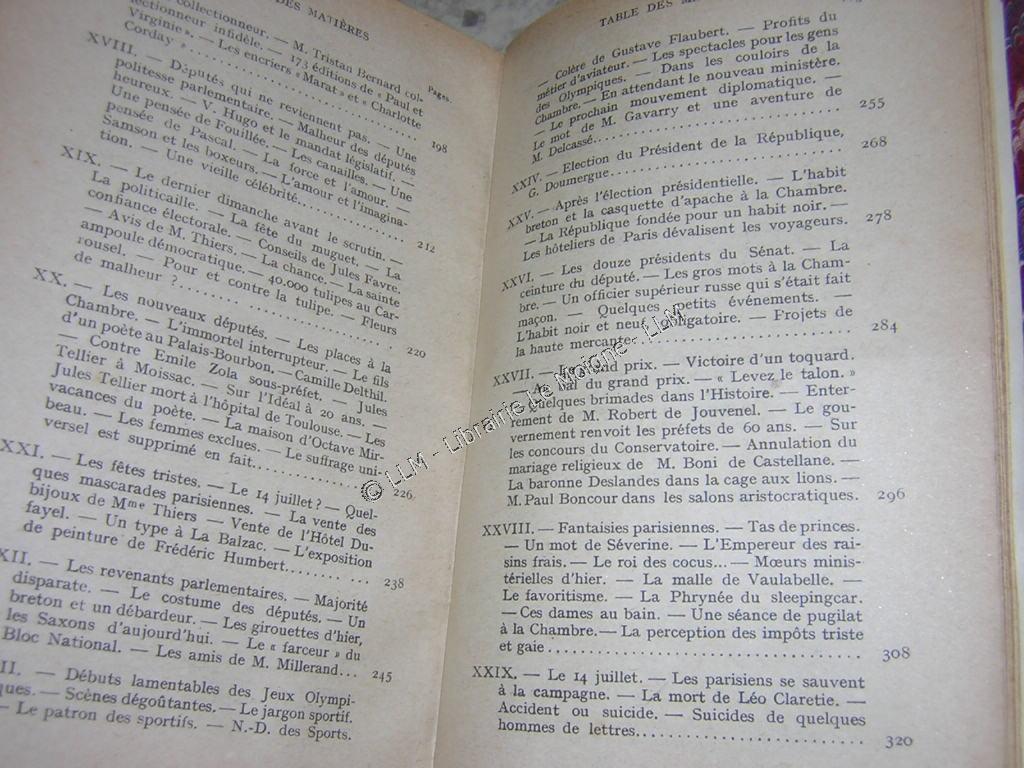 DES MATIÈRES
collectionneur. — M. Tristan Bernard col-
lectionneur infidèle. — 173 éditions de « Paul et
Virginie ». — Les encriers « Marat » et « Charlotte
Corday »
Pages.
198
XVIII. — Députés qui ne reviennent pas. — Une
politesse parlementaire. — Malheur des députés
heureux. — V. Hugo et le mandat législatif. —
Une pensée de Fouillée. — Les canailles. — Une
pensée de Pascal. — La force et l'amour. —
Samson et les boxeurs. — L'amour et l'imagina-
tion. — Une vieille célébrité
212
XIX. — Le dernier dimanche avant le scrutin. —
La politicaille. — La fête du muguet. — La
confiance électorale. — Conseils de Jules Favre.
— Avis de M. Thiers. — La chance. — La sainte
ampoule démocratique. — 40.000 tulipes au Car-
rousel. — Pour et contre la tulipe. — Fleurs
de malheur ?
220
XX. — Les nouveaux députés. — Les places à la
Chambre. — L'immortel interrupteur. — Le fils
d'un poète au Palais-Bourbon. — Camille Delthil.
— Contre Emile Zola sous-préfet. — Jules
Tellier à Moissac. — Sur l'Idéal à 20 ans. —
Jules Tellier mort à l'hôpital de Toulouse. — Les
vacances du poète. — La maison d'Octave Mir-
beau. — Les femmes exclues. — Le suffrage uni-
versel est supprimé en fait
226
XXI. — Les fêtes tristes. — Le 14 juillet ? — Quel-
ques mascarades parisiennes. — La vente des
bijoux de Mme Thiers — Vente de l'Hôtel Du-
fayel. — Un type à La Balzac. — L'exposition
de peinture de Frédéric Humbert
238
XII. — Les revenants parlementaires. — Majorité
disparate. — Le costume des députés. — Un
breton et un débardeur. — Les girouettes d'hier,
les Saxons d'aujourd'hui. — Le « farceur » du
Bloc National. — Les amis de M. Millerand...
245
II. — Débuts lamentables des Jeux Olympi-
ques. — Scènes dégoûtantes. — Le jargon sportif.
— Le patron des sportifs. — N.-D. des Sports.
TABLE DES
— Colère de Gustave Flaubert. — Profits du
métier d'aviateur. — Les spectacles pour les gens
des Olympiques. — Dans les couloirs de la
Chambre. — En attendant le nouveau ministère.
— Le prochain mouvement diplomatique. —
Le mot de M. Gavarry et une aventure de
M. Delcassé
255
XXIV. — Election du Président de la République,
G. Doumergue
268
XXV. — Après l'élection présidentielle. — L'habit
breton et la casquette d'apache à la Chambre.
— La République fondée pour un habit noir. —
Les hôteliers de Paris dévalisent les voyageurs.
278
XXVI. — Les douze présidents du Sénat. — La
ceinture du député. — Les gros mots à la Cham-
bre. — Un officier supérieur russe qui s'était fait
maçon. — Quelques petits événements. —
L'habit noir et neuf obligatoire. — Frojets de
la haute mercante
284
XXVII. — Le Grand prix. — Victoire d'un toquard.
— Au bal du grand prix. — « Levez le talon. »
— Quelques brimades dans l'Histoire. — Enter-
rement de M. Robert de Jouvenel. — Le gou-
vernement renvoit les préfets de 60 ans. — Sur
les concours du Conservatoire. — Annulation du
mariage religieux de M. Boni de Castellane. —
La baronne Deslandes dans la cage aux lions. —
M. Paul Boncour dans les salons aristocratiques.
296
XXVIII. — Fantaisies parisiennes. — Tas de princes.
— Un mot de Séverine. — L'Empereur des rai-
sins frais. — Le roi des cocus... — Mœurs minis-
térielles d'hier. — La malle de Vaulabelle. —
Le favoritisme. — La Phrynée du sleepingcar.
— Ces dames au bain. — Une séance de pugilat
à la Chambre. — La perception des impôts triste
et gaie
308
XXIX. — Le 14 juillet. — Les parisiens se sauvent
à la campagne. — La mort de Léo Claretie. —
Accident ou suicide. — Suicides de quelques
hommes de lettres
320
© LLM - Librairie Le Moigne - LLM